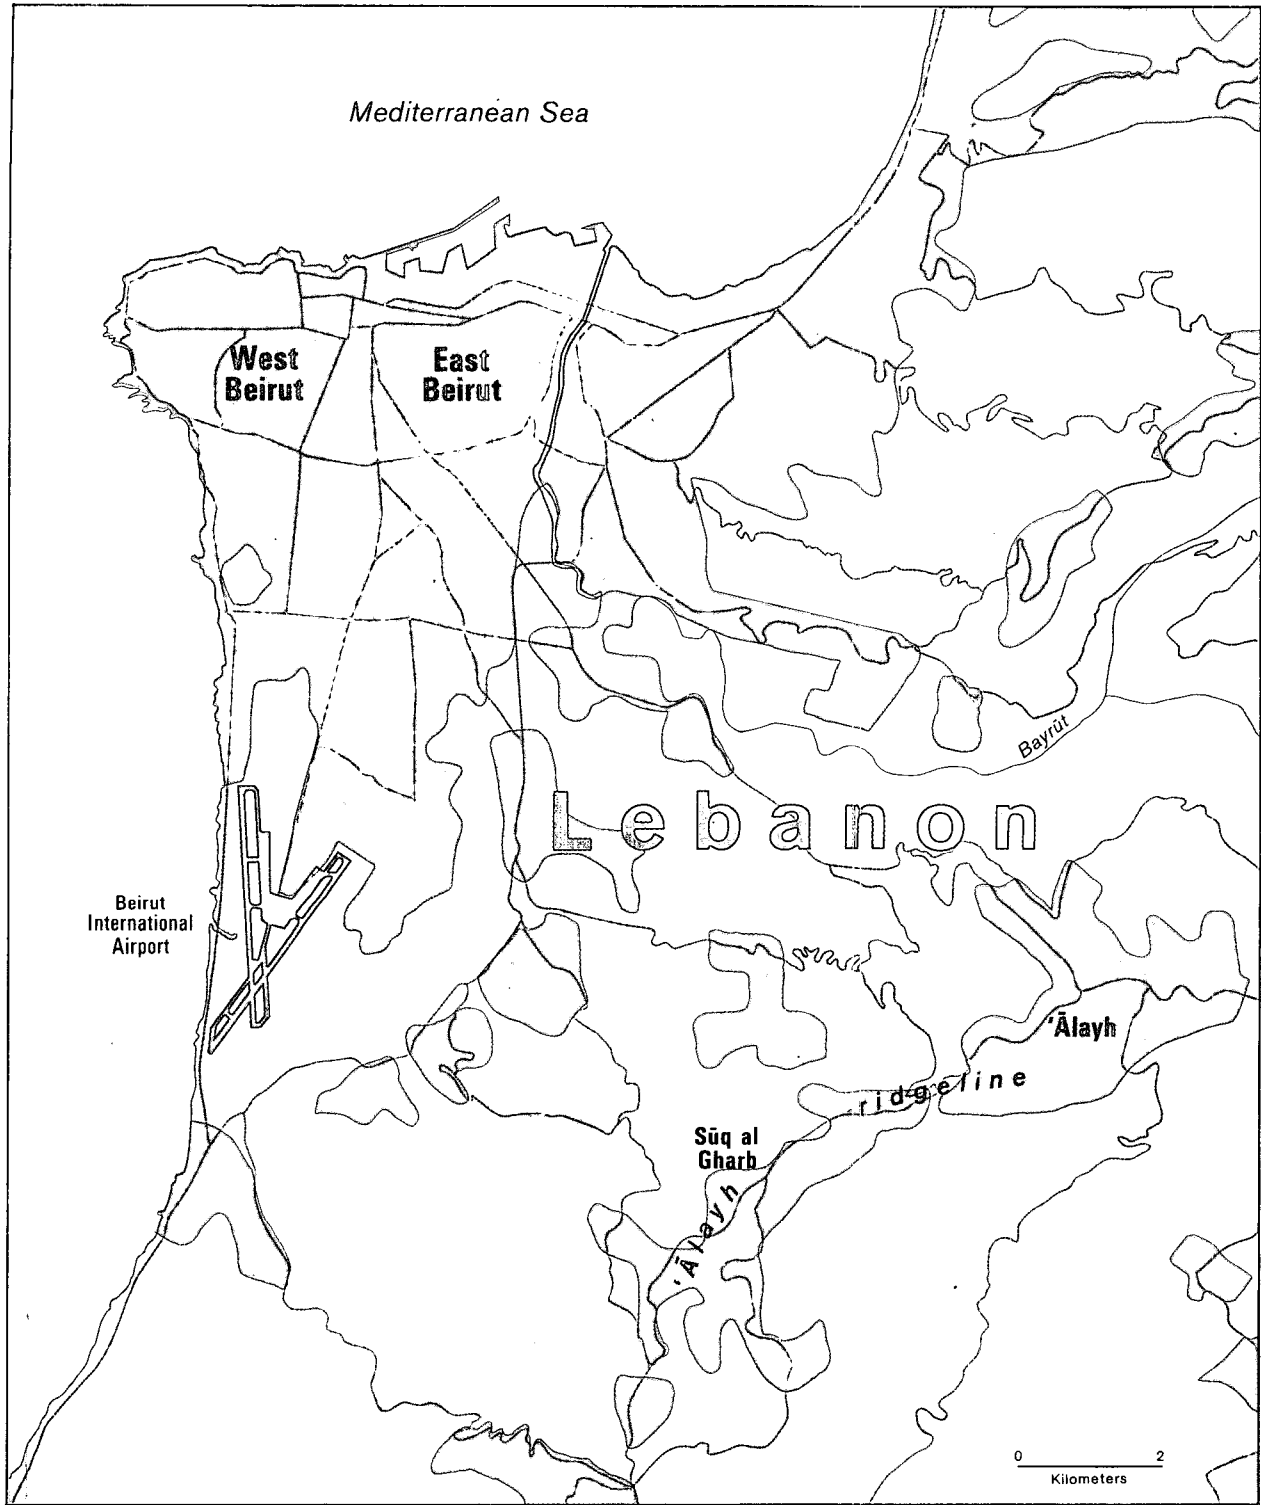 Mediterranean Sea
West
Beirut
East
Beirut
Bayrūt
Lebanon
Beirut
International
Airport
'Ālayh
'Ālayh ridgeline
Sūq al
Gharb
0 2
Kilometers